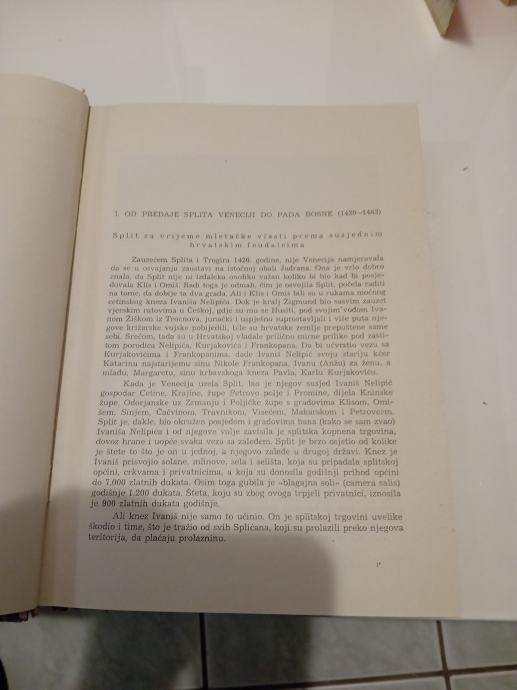 I. OD PREDAJE SPLITA VENECIJI DO PADA BOSNE (1420—1463)
Split za vrijeme mletačke vlasti prema susjednim
hrvatskim feudalcima
Zauzećem Splita i Trogira 1420. godine, nije Venecija namjeravala
da se u osvajanju zaustavi na istočnoj obali Jadrana. Ona je vrlo dobro
znala, da Split nije ni izdaleka onoliko važan koliko bi bio kad bi posje-
dovala Klis i Omiš. Radi toga je odmah, čim je osvojila Split, počela raditi
na tome, da dobije ta dva grada. Ali i Klis i Omiš bili su u rukama moćnog
cetinskog kneza Ivaniša Nelipića. Dok je kralj Žigmund bio sasvim zauzet
vjerskim ratovima u Češkoj, gdje su mu se Husiti, pod svojim vođom Iva-
nom Žiškom iz Trocnova, junački i uspješno suprostavljali i više puta nje-
gove križarske vojske pobijedili, bile su hrvatske zemlje prepuštene same
sebi. Srećom, tada su u Hrvatskoj vladale prilično mirne prilike pod zašti-
tom porodica Nelipića, Kurjakovića i Frankopana. Da bi učvrstio vezu sa
Kurjakovićima i Frankopanima, dade Ivaniš Nelipić svoju stariju kćer
Katarinu najstarijemu sinu Nikole Frankopana, Ivanu (Anžu) za ženu, a
mlađu, Margaretu, sinu krbavskoga kneza Pavla, Karlu Kurjakoviću.
Kada je Venecija uzela Split, bio je njegov susjed Ivaniš Nelipić
gospodar Cetine, Krajine, župe Petrovo polje i Promine, dijela Kninske
župe, Odorjanske uz Zrmanju i Poljičke župe s gradovima Klisom, Omi-
šem, Sinjem, Čačvinom, Travnikom, Visećem, Makarskom i Petrovcem.
Split je, dakle, bio okružen posjedom i gradovima bana (kako se sam zvao)
Ivaniša Nelipića i od njegove volje zavisila je splitska kopnena trgovina,
dovoz hrane i uopće svaka veza sa zaleđem. Split je brzo osjetio od kolike
je štete to što je on u jednoj, a njegovo zaleđe u drugoj državi. Knez je
Ivaniš prisvojio solane, mlinove, sela i selišta, koja su pripadala splitskoj
općini, crkvama i privatnicima, a koja su donosila godišnji prihod općini
do 7.000 zlatnih dukata. Osim toga gubila je »blagajna soli« (camera salis)
godišnje 1.200 dukata. Šteta, koju su zbog ovoga trpjeli privatnici, iznosila
je 900 zlatnih dukata godišnje.
Ali knez Ivaniš nije samo to učinio. On je splitskoj trgovini uvelike
škodio i time, što je tražio od svih Splićana, koji su prolazili preko njegova
teritorija, da plaćaju prolazninu.
1*